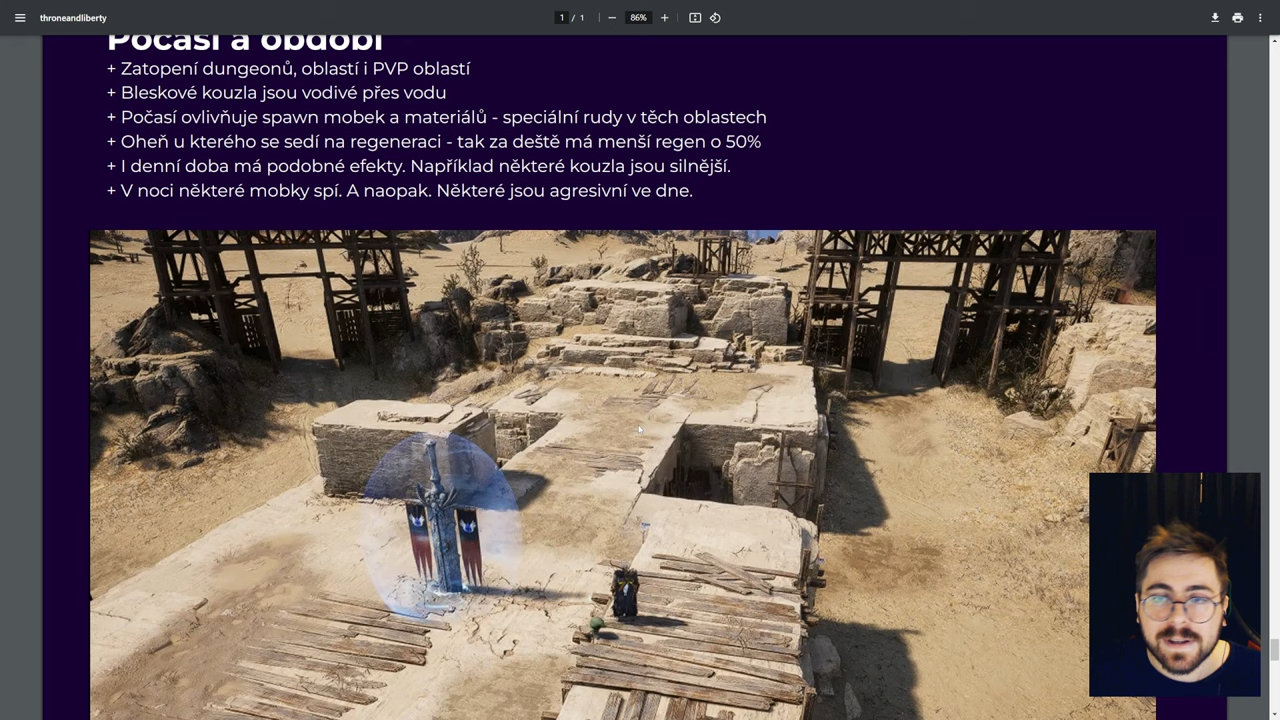 throneandliberty
1 / 1
86%
Počasí a období
+ Zatopení dungeonů, oblastí i PVP oblastí
+ Bleskové kouzla jsou vodivé přes vodu
+ Počasí ovlivňuje spawn mobek a materiálů - speciální rudy v těch oblastech
+ Oheň u kterého se sedí na regeneraci - tak za deště má menší regen o 50%
+ I denní doba má podobné efekty. Například některé kouzla jsou silnější.
+ V noci některé mobky spí. A naopak. Některé jsou agresivní ve dne.